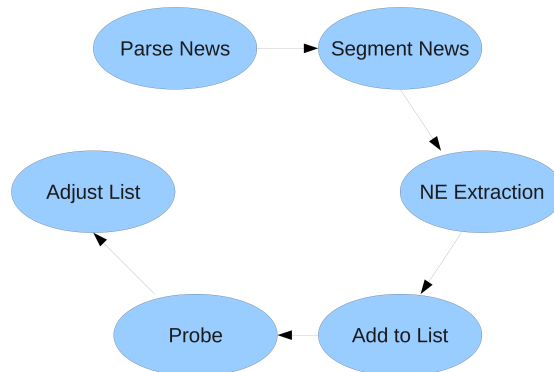 Parse News
Segment News
Adjust List
NE Extraction
Probe
Add to List